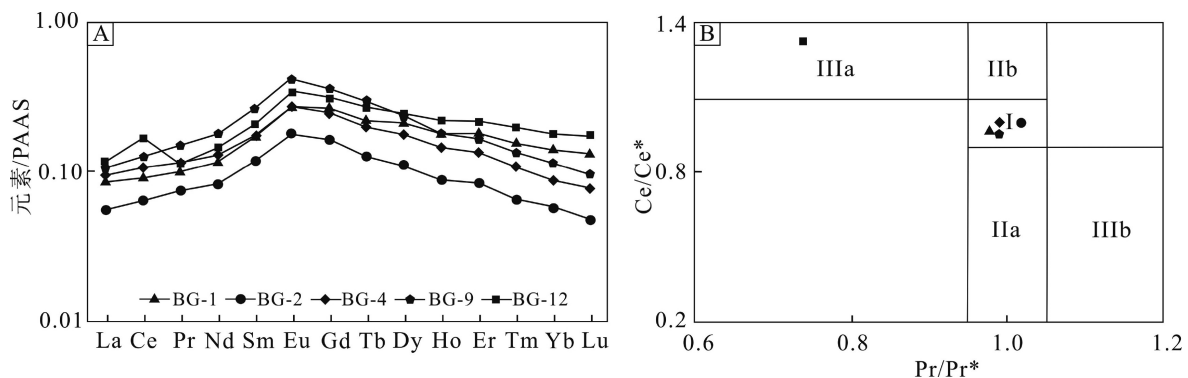 A
元素/PAAS
1.00
0.10
0.01
BG-1 BG-2 BG-4 BG-9 BG-12
La Ce Pr Nd Sm Eu Gd Tb Dy Ho Er Tm Yb Lu
B
Ce/Ce*
1.4
0.8
0.2
IIIa
IIb
I
IIa
IIIb
0.6 0.8 1.0 1.2
Pr/Pr*